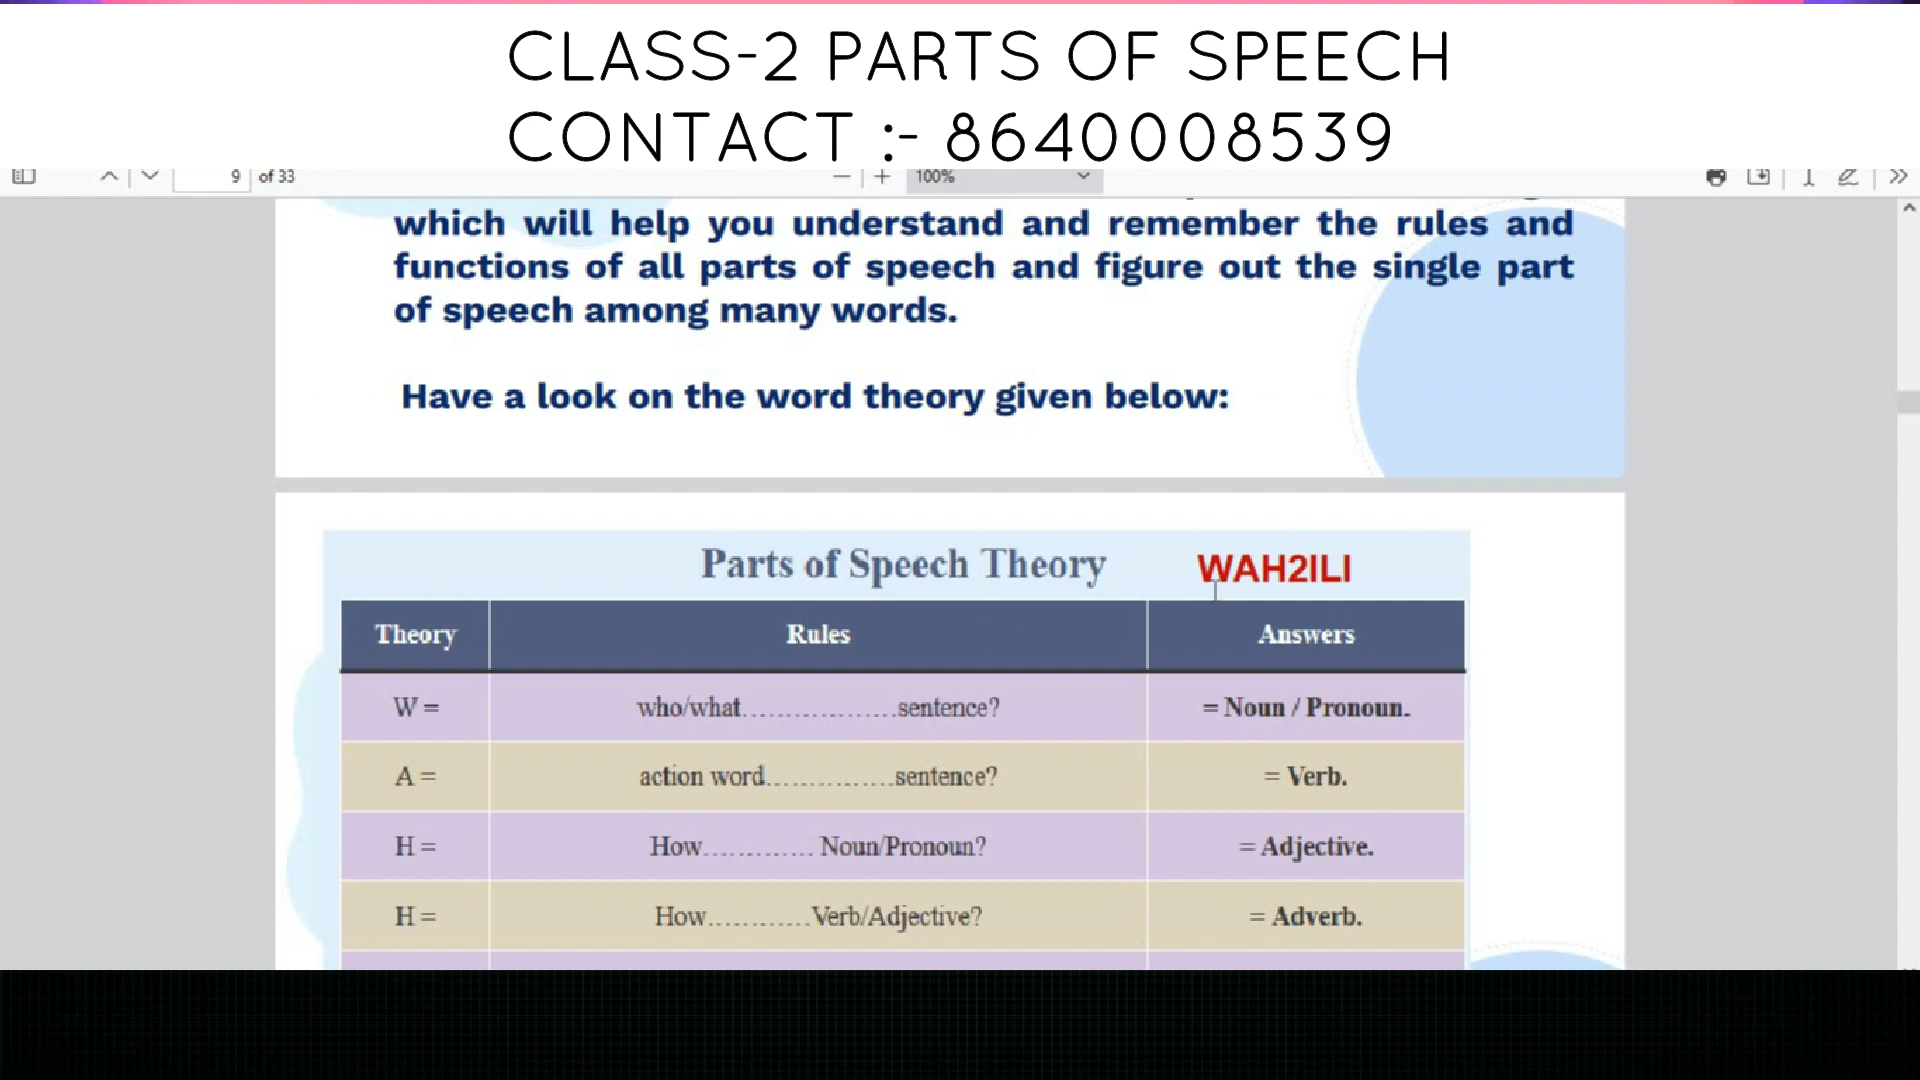 CLASS-2 PARTS OF SPEECH
CONTACT :- 8640008539
9 of 33
100%
which will help you understand and remember the rules and
functions of all parts of speech and figure out the single part
of speech among many words.
Have a look on the word theory given below:
Parts of Speech Theory WAH2ILI
Theory Rules Answers
W = who/what..................sentence? = Noun / Pronoun.
A = action word...............sentence? = Verb.
H = How............. Noun/Pronoun? = Adjective.
H = How............Verb/Adjective? = Adverb.